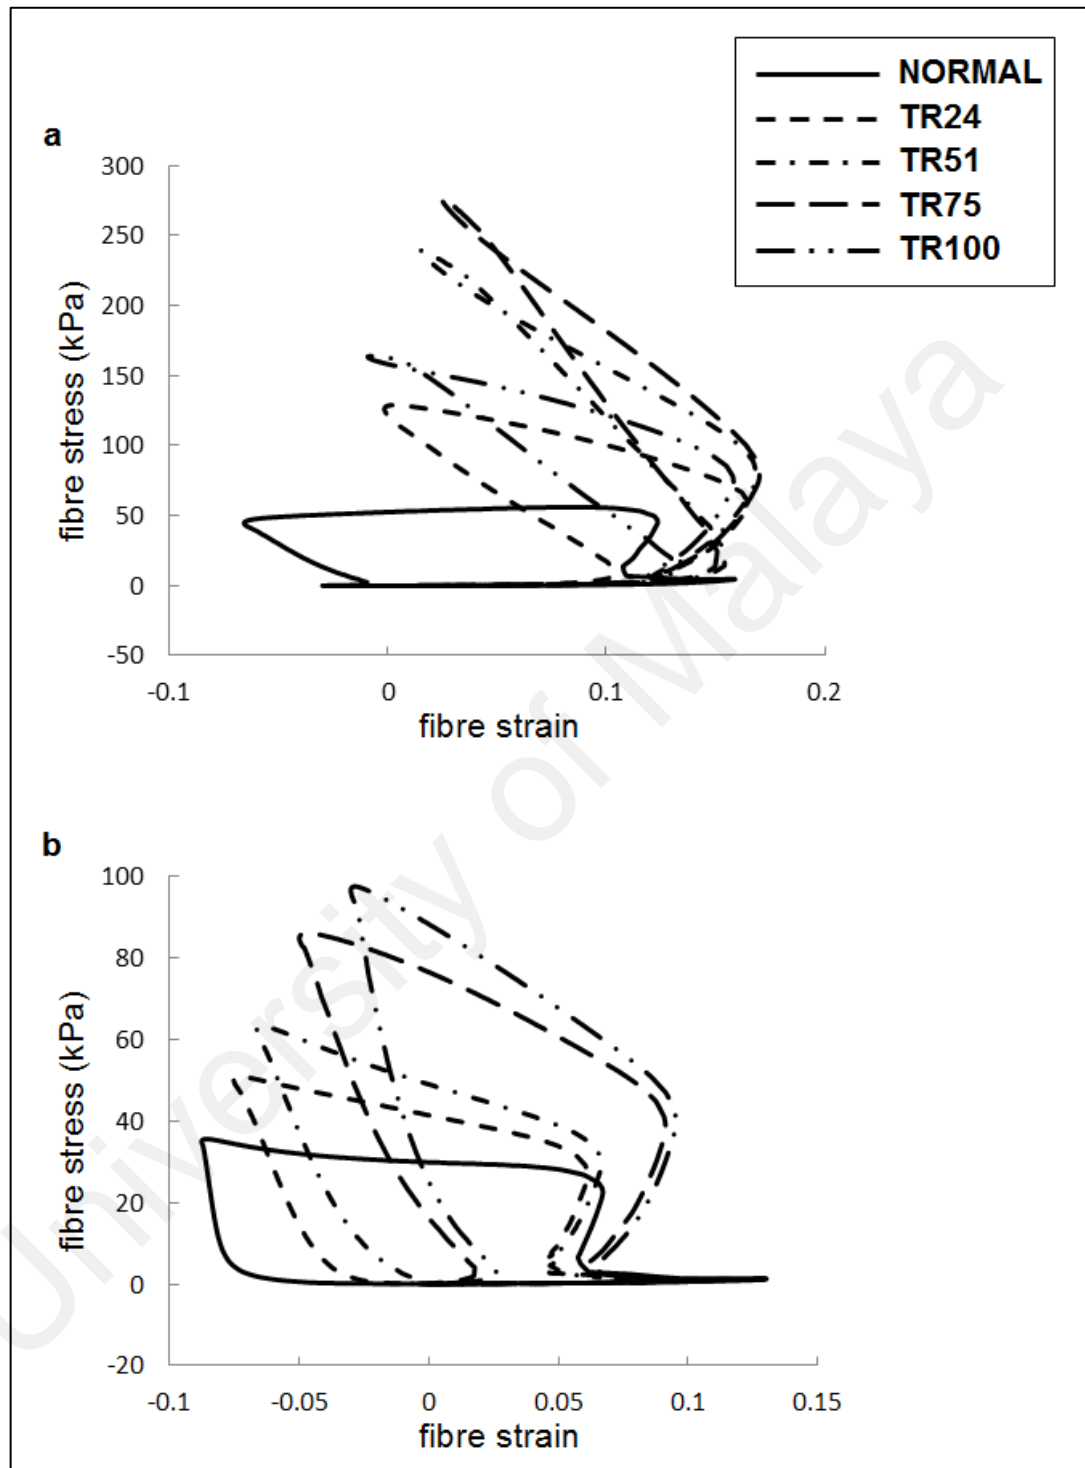 NORMAL
TR24
TR51
TR75
TR100
a
300
250
200
150
100
50
0
-50
fibre stress (kPa)
-0.1 0 0.1 0.2
fibre strain
b
100
80
60
40
20
0
-20
fibre stress (kPa)
-0.1 -0.05 0 0.05 0.1 0.15
fibre strain
University of Malaya